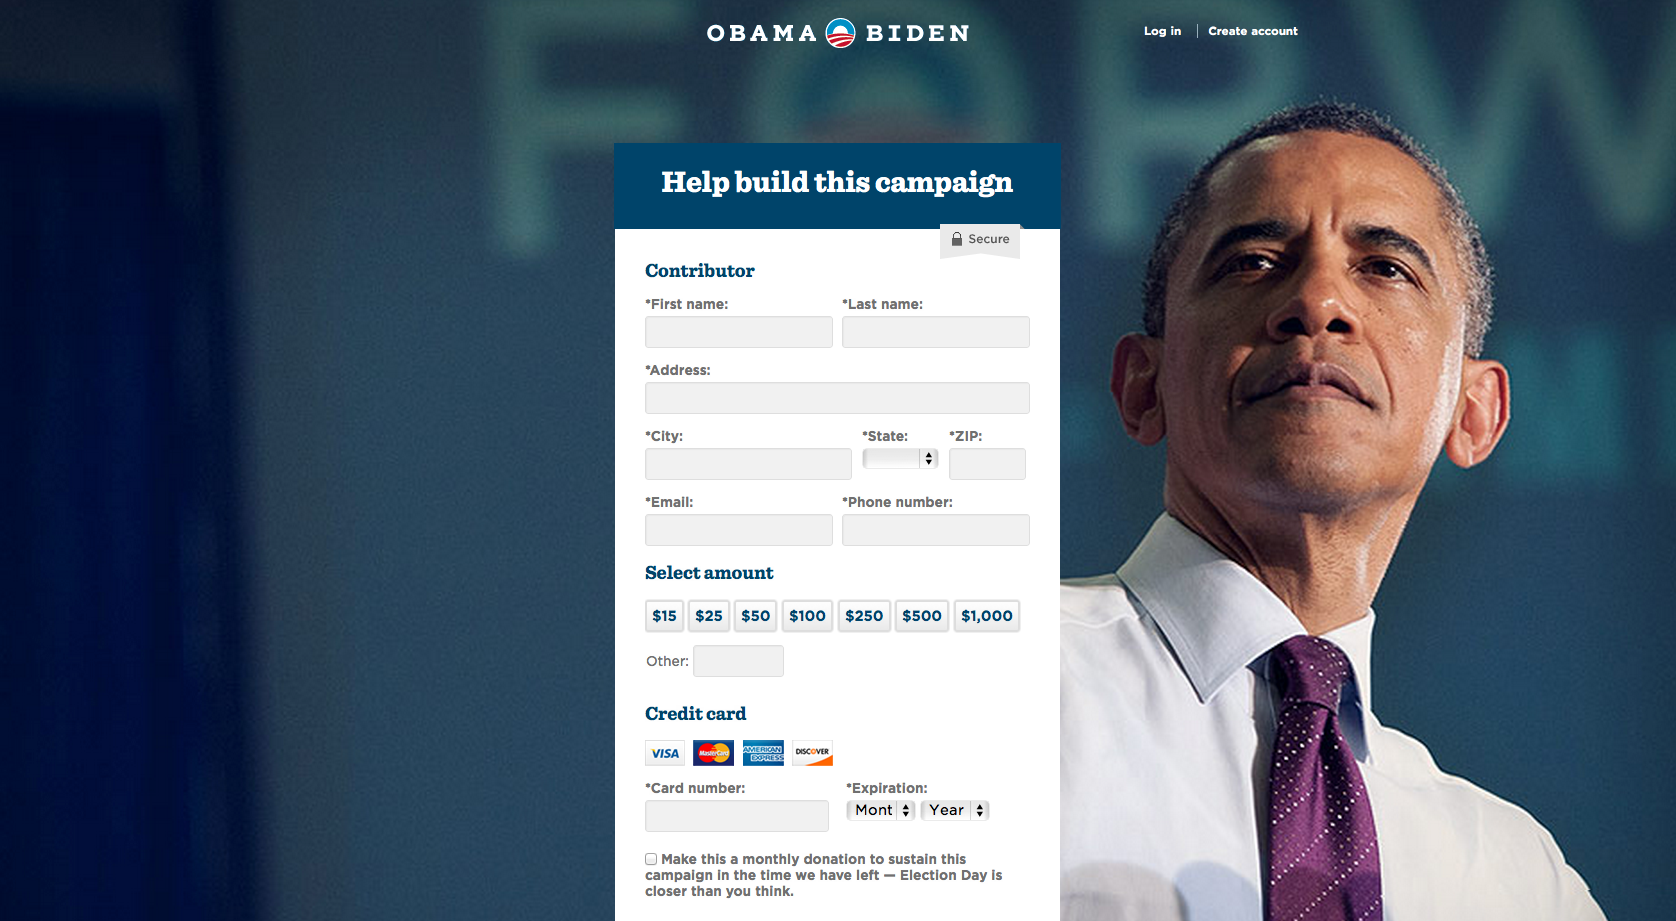 FORW
OBAMA BIDEN
Log in
Create account
Help build this campaign
Secure
Contributor
*First name:
*Last name:
*Address:
*City:
*State:
*ZIP:
*Email:
*Phone number:
Select amount
$15
$25
$50
$100
$250
$500
$1,000
Other:
Credit card
VISA
MasterCard
AMERICAN
EXPRESS
DISCOVER
*Card number:
*Expiration:
Mont
Year
Make this a monthly donation to sustain this
campaign in the time we have left — Election Day is
closer than you think.